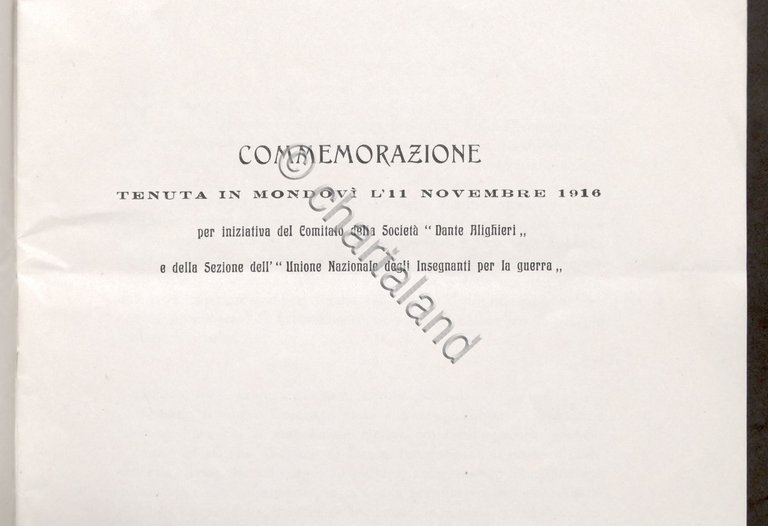 COMMEMORAZIONE
TENUTA IN MONDOVÌ L'11 NOVEMBRE 1916
per iniziativa del Comitato della Società “ Dante Alighieri „
e della Sezione dell' “ Unione Nazionale degli Insegnanti per la guerra „
© chartaland